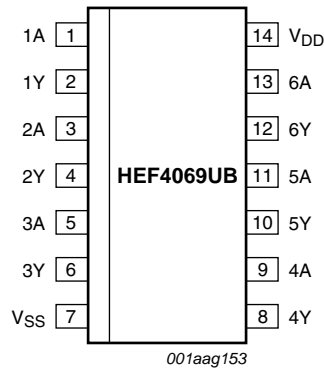 1A 1 14 VDD
1Y 2 13 6A
2A 3 12 6Y
2Y 4 HEF4069UB 11 5A
3A 5 10 5Y
3Y 6 9 4A
VSS 7 8 4Y
001aag153